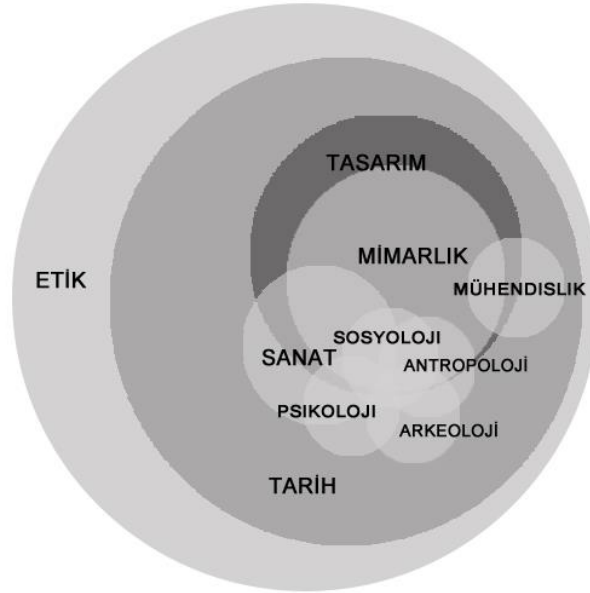 TASARIM
MİMARLIK
ETİK
MÜHENDISLIK
SOSYOLOJI
SANAT
ANTROPOLOJİ
PSIKOLOJI
ARKEOLOJİ
TARİH